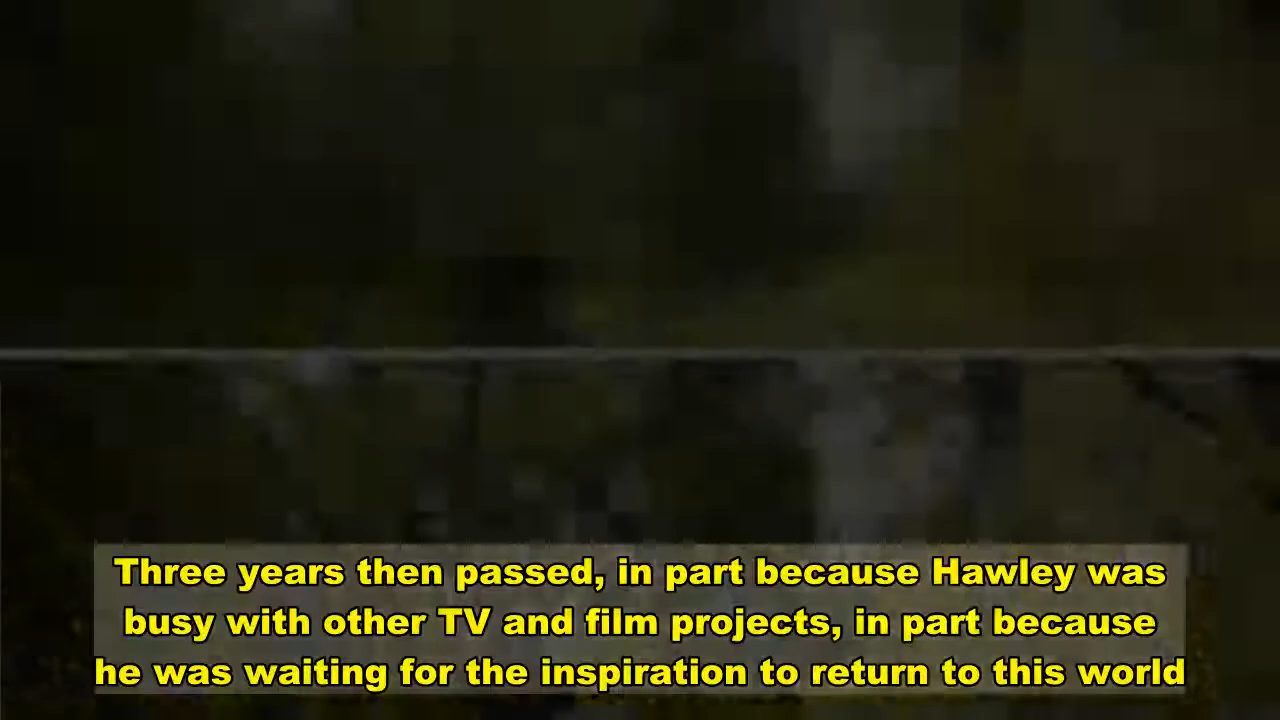 Three years then passed, in part because Hawley was
busy with other TV and film projects, in part because
he was waiting for the inspiration to return to this world